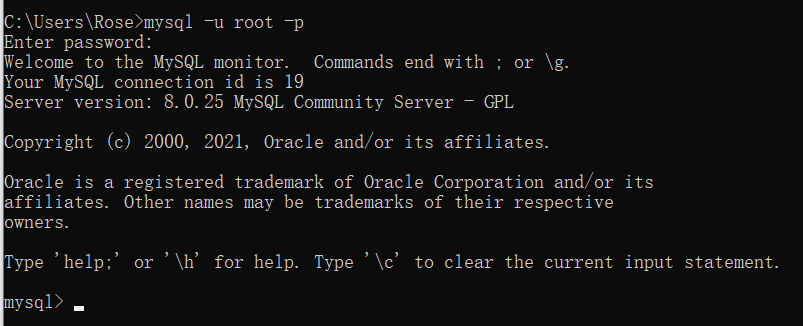 C:\Users\Rose>mysql -u root -p
Enter password:
Welcome to the MySQL monitor.  Commands end with ; or \g.
Your MySQL connection id is 19
Server version: 8.0.25 MySQL Community Server - GPL
Copyright (c) 2000, 2021, Oracle and/or its affiliates.
Oracle is a registered trademark of Oracle Corporation and/or its
affiliates. Other names may be trademarks of their respective
owners.
Type 'help;' or '\h' for help. Type '\c' to clear the current input statement.
mysql>